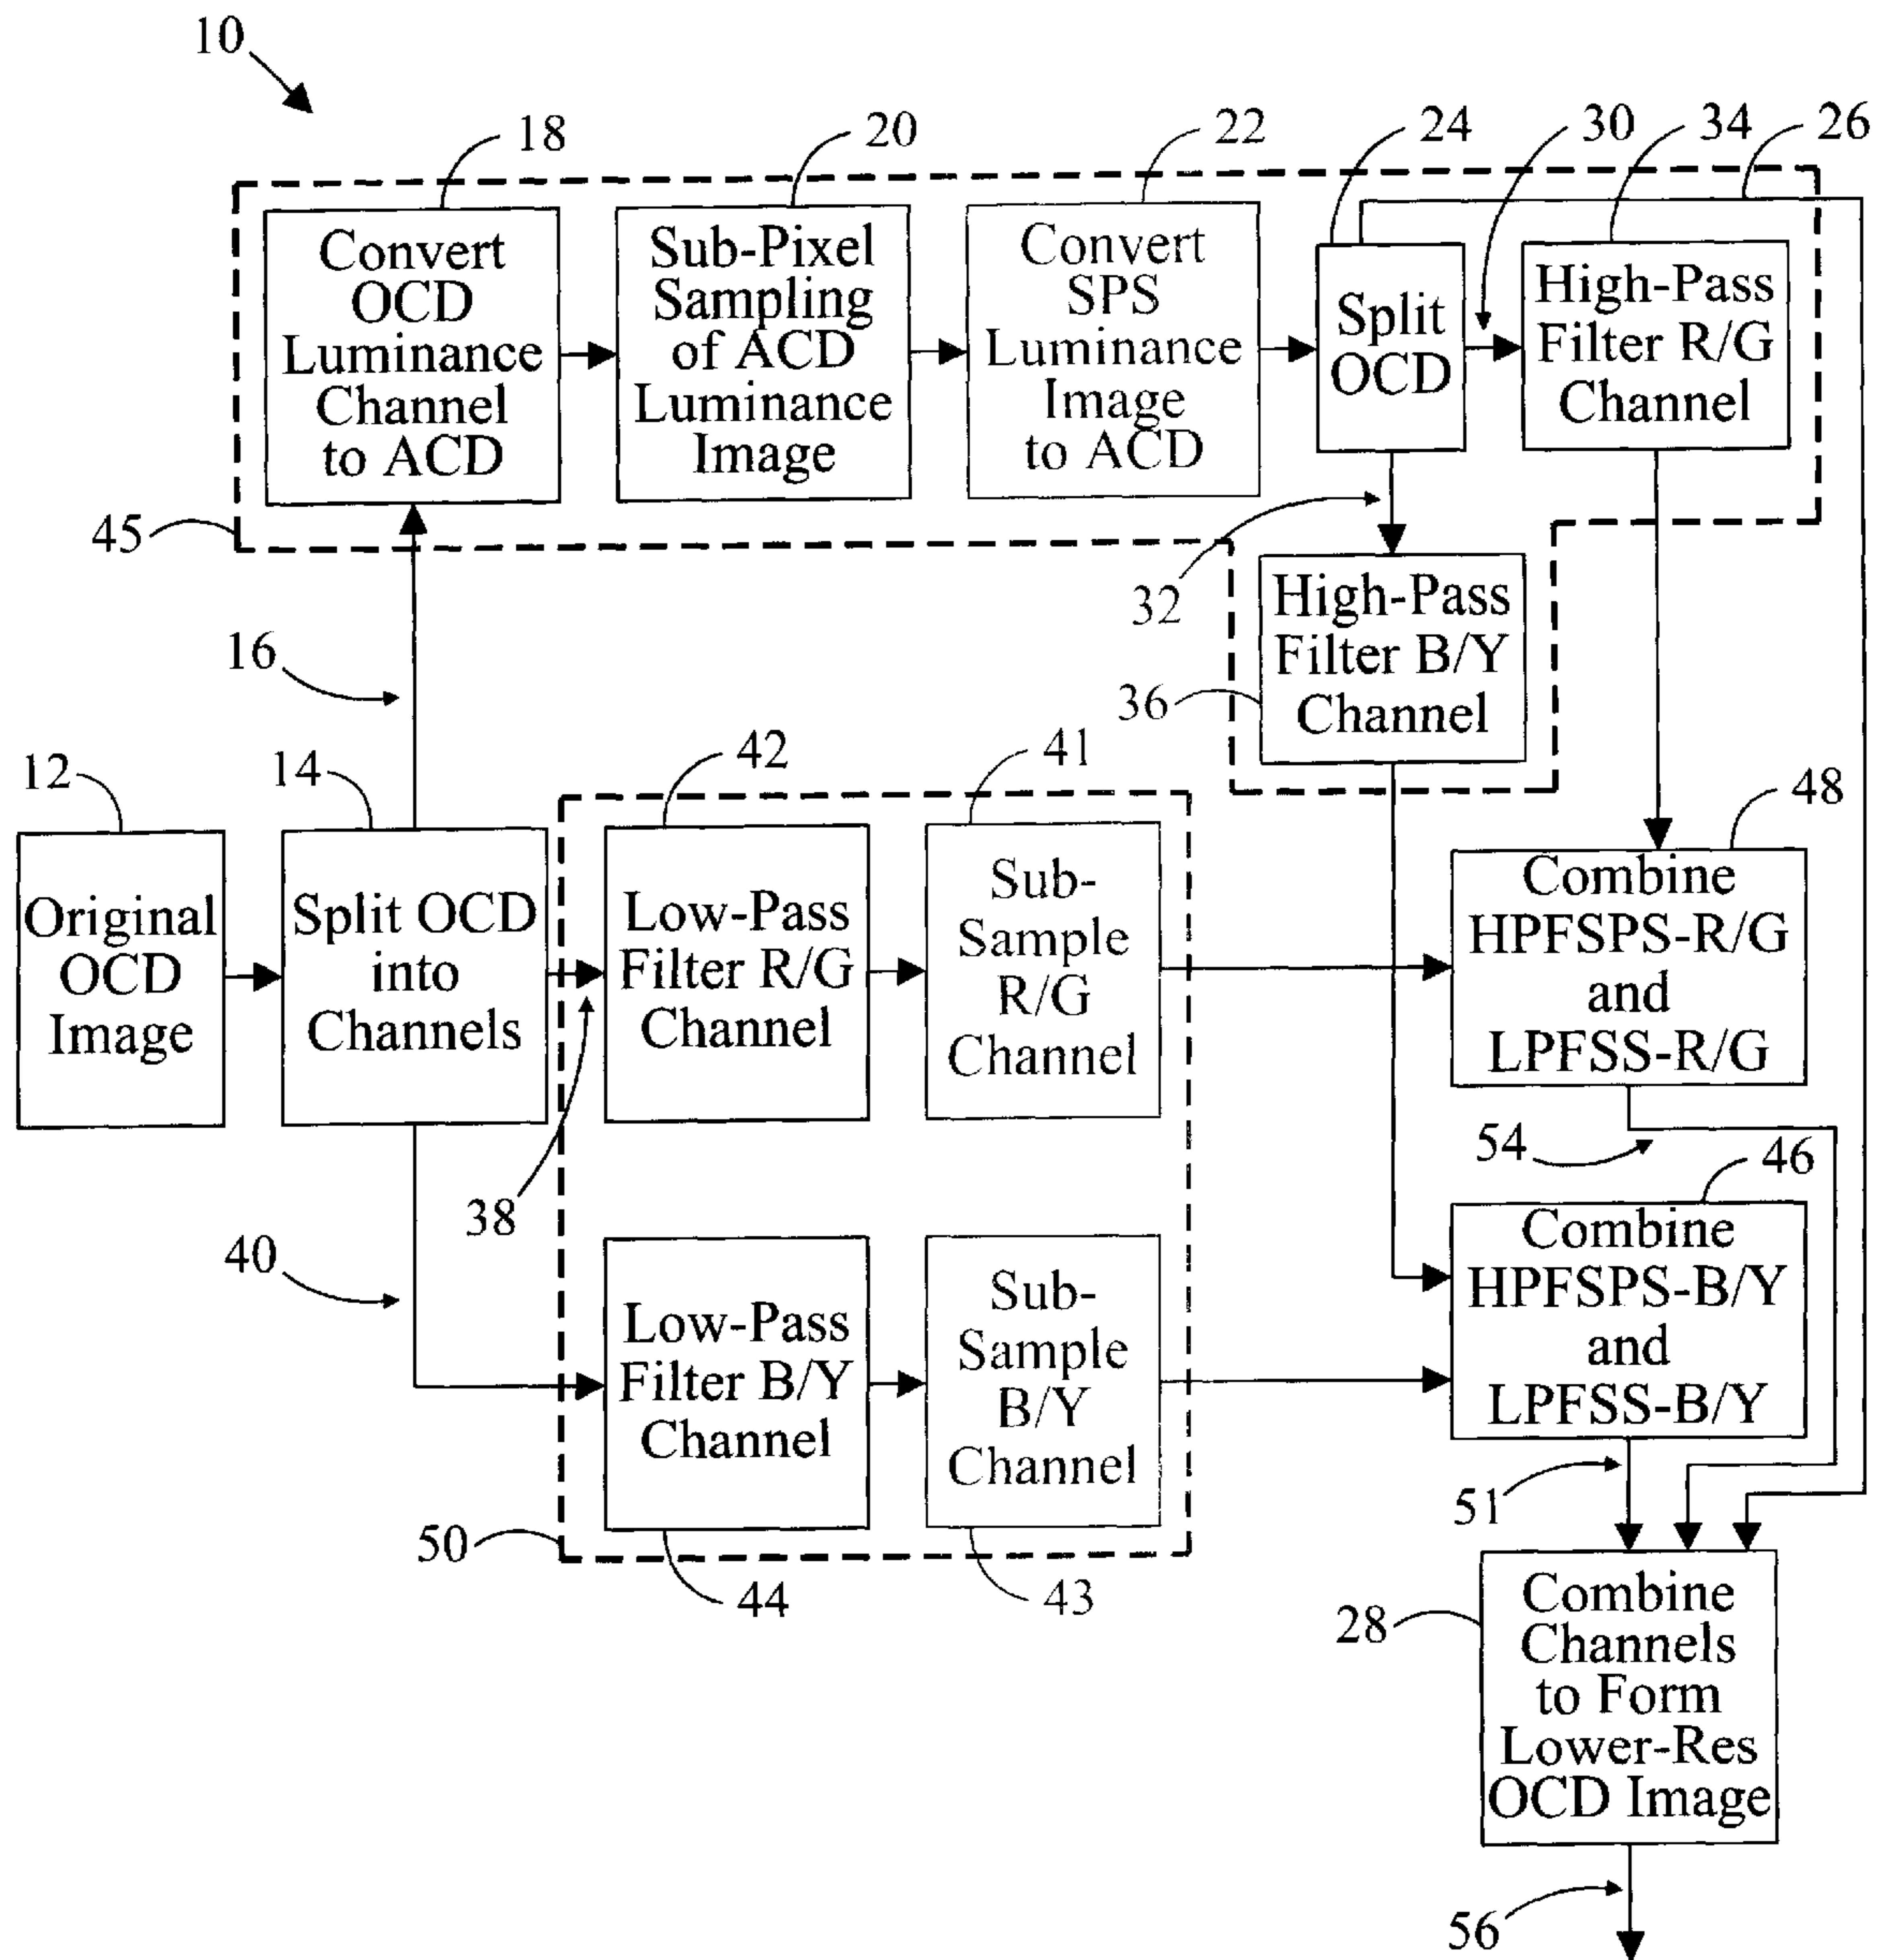 10
18
20
22
24
30
34
26
Convert
OCD
Luminance
Channel
to ACD
Sub-Pixel
Sampling
of ACD
Luminance
Image
Convert
SPS
Luminance
Image
to ACD
Split
OCD
High-Pass
Filter R/G
Channel
45
32
16
High-Pass
Filter B/Y
Channel
36
12
14
42
41
48
Original
OCD
Image
Split OCD
into
Channels
Low-Pass
Filter R/G
Channel
Sub-
Sample
R/G
Channel
Combine
HPFSPS-R/G
and
LPFSS-R/G
38
54
46
40
Low-Pass
Filter B/Y
Channel
Sub-
Sample
B/Y
Channel
Combine
HPFSPS-B/Y
and
LPFSS-B/Y
51
50
44
43
28
Combine
Channels
to Form
Lower-Res
OCD Image
56